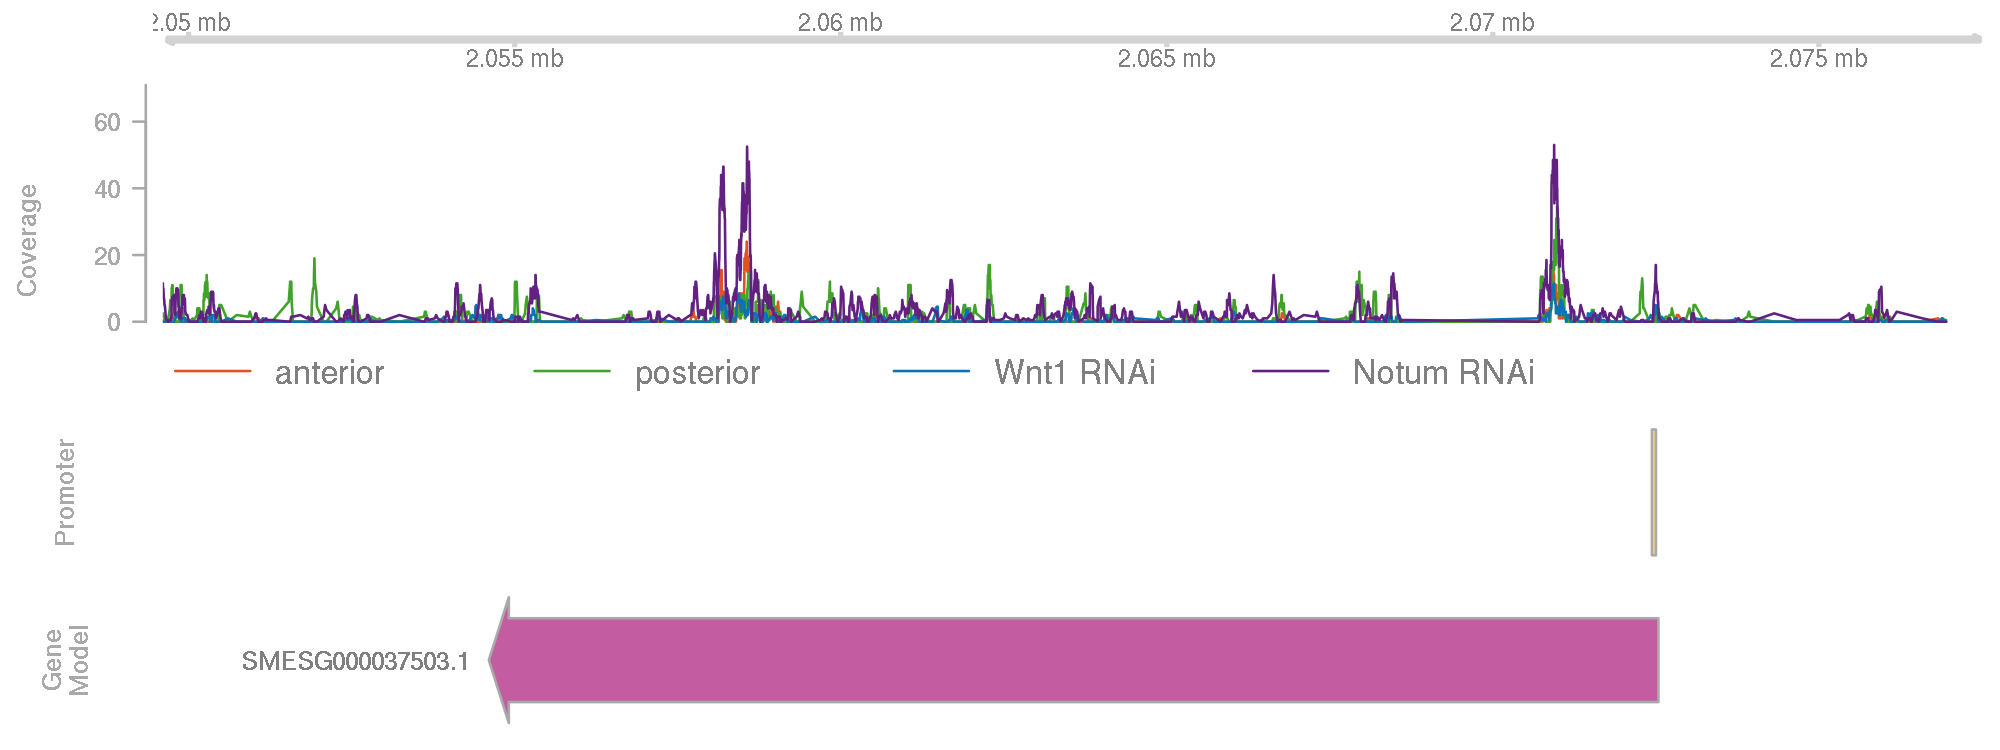 2.05 mb 2.06 mb 2.07 mb
2.055 mb 2.065 mb 2.075 mb
Coverage
60
40
20
0
anterior posterior Wnt1 RNAi Notum RNAi
Promoter
Gene
Model
SMESG000037503.1